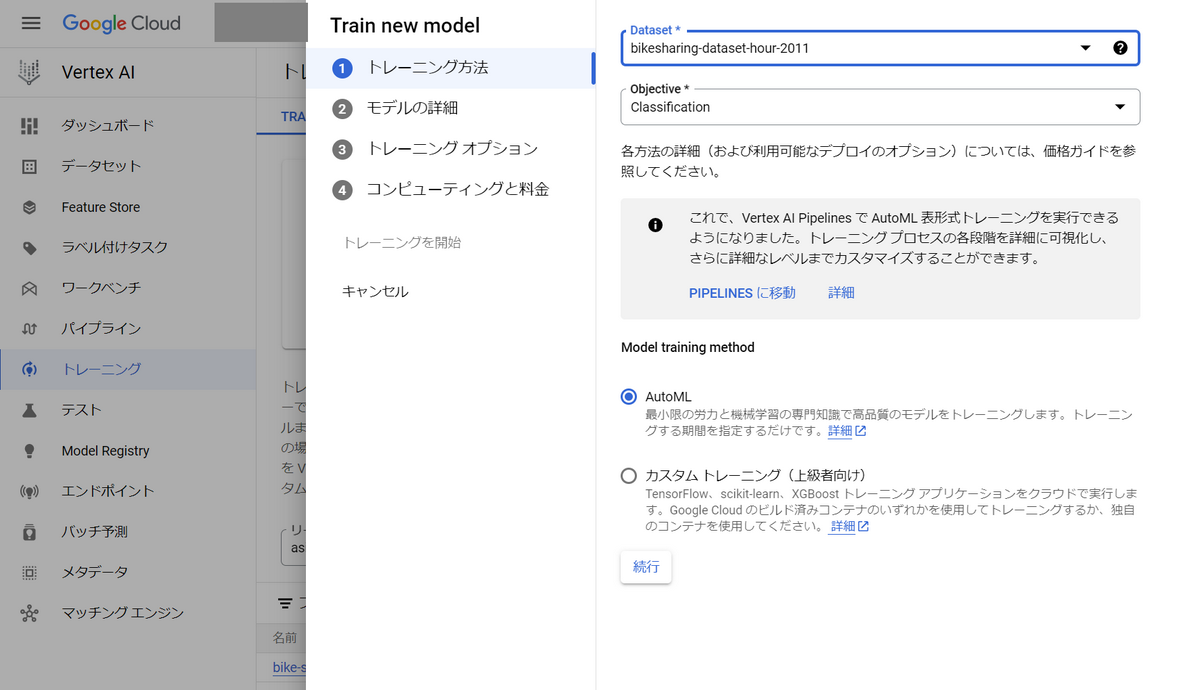 Google Cloud
Vertex AI
ダッシュボード
データセット
Feature Store
ラベル付けタスク
ワークベンチ
パイプライン
トレーニング
テスト
Model Registry
エンドポイント
バッチ予測
メタデータ
マッチング エンジン
ト
TRA
トレ
ーで
ルま
の場
を V
タム
リー
as
フ
名前
bike-s
Train new model
1 トレーニング方法
2 モデルの詳細
3 トレーニング オプション
4 コンピューティングと料金
トレーニングを開始
キャンセル
Dataset *
bikesharing-dataset-hour-2011
Objective *
Classification
各方法の詳細（および利用可能なデプロイのオプション）については、価格ガイドを参
照してください。
これで、Vertex AI Pipelines で AutoML 表形式トレーニングを実行できる
ようになりました。トレーニング プロセスの各段階を詳細に可視化し、
さらに詳細なレベルまでカスタマイズすることができます。
PIPELINES に移動 詳細
Model training method
AutoML
最小限の労力と機械学習の専門知識で高品質のモデルをトレーニングします。トレーニン
グする期間を指定するだけです。詳細
カスタム トレーニング（上級者向け）
TensorFlow、scikit-learn、XGBoost トレーニング アプリケーションをクラウドで実行しま
す。Google Cloud のビルド済みコンテナのいずれかを使用してトレーニングするか、独自
のコンテナを使用してください。 詳細
続行